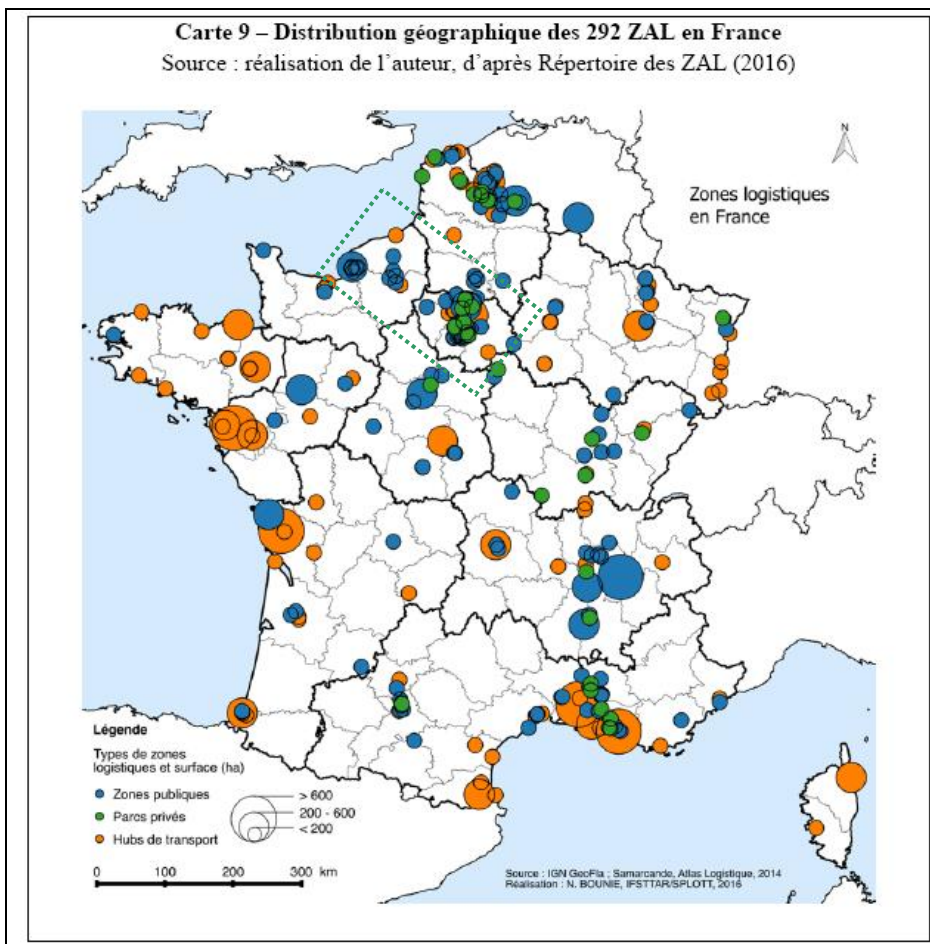 Carte 9 – Distribution géographique des 292 ZAL en France
Source : réalisation de l'auteur, d'après Répertoire des ZAL (2016)
N
Zones logistiques
en France
Légende
Types de zones
logistiques et surface (ha)
Zones publiques
Parcs privés
Hubs de transport
> 600
200 - 600
< 200
0 100 200 300 km
Source : IGN GeoFla ; Samarcande, Atlas Logistique, 2014
Réalisation : N. BOUNIE, IFSTTAR/SPLOTT, 2016